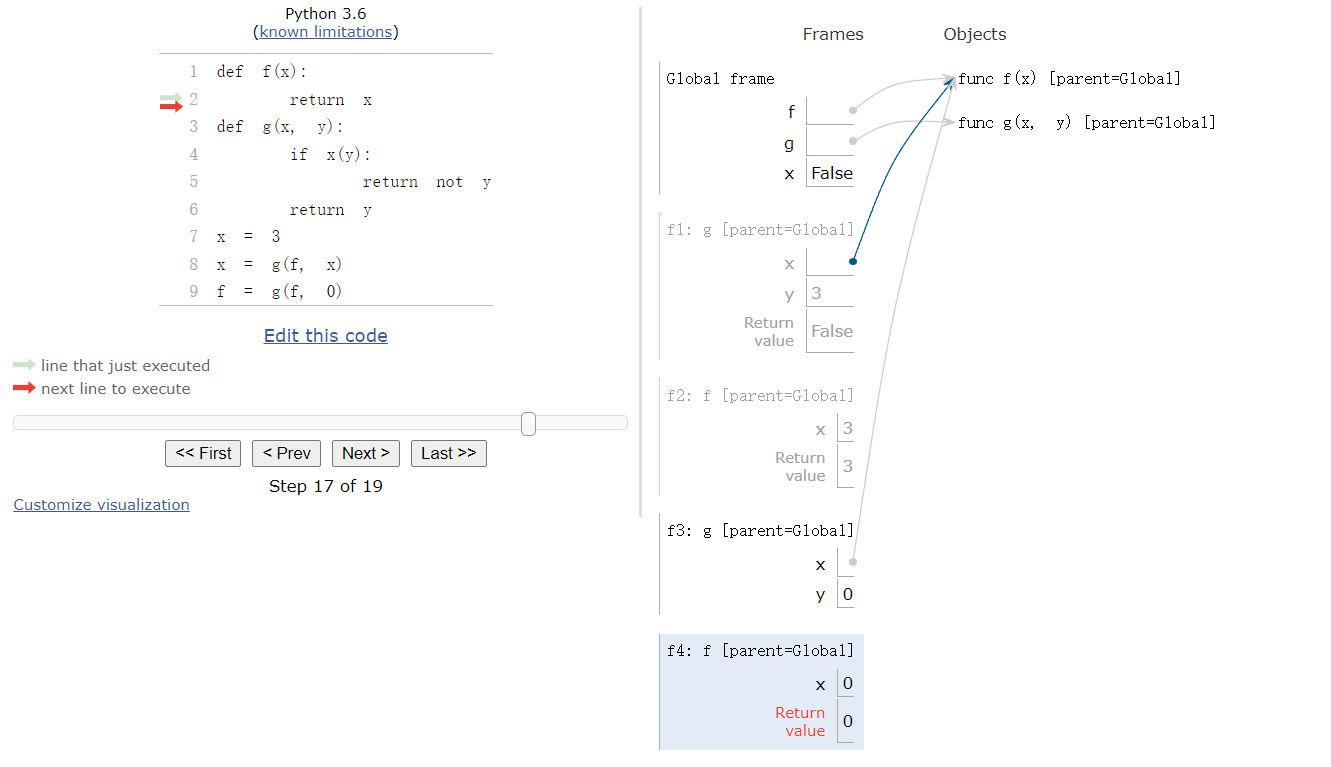 Python 3.6
(known limitations)
1 def f(x):
2 return x
3 def g(x, y):
4 if x(y):
5 return not y
6 return y
7 x = 3
8 x = g(f, x)
9 f = g(f, 0)
Edit this code
line that just executed
next line to execute
<< First < Prev Next > Last >>
Step 17 of 19
Customize visualization
Frames Objects
Global frame
f
g
x False
func f(x) [parent=Global]
func g(x, y) [parent=Global]
f1: g [parent=Global]
x
y 3
Return
value False
f2: f [parent=Global]
x 3
Return
value 3
f3: g [parent=Global]
x
y 0
f4: f [parent=Global]
x 0
Return
value 0